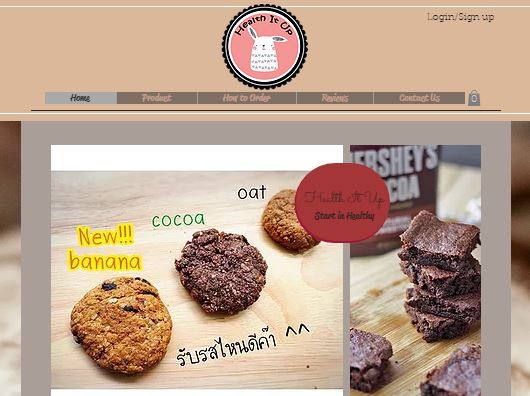 Health It Up
Login/Sign up
Home
Product
How to Order
Reviews
Contact Us
0
oat
cocoa
New!!!
banana
รับรสไหนดีค๊า ^^
Health It Up
Start in Healthy
HERSHEY'S
COCOA